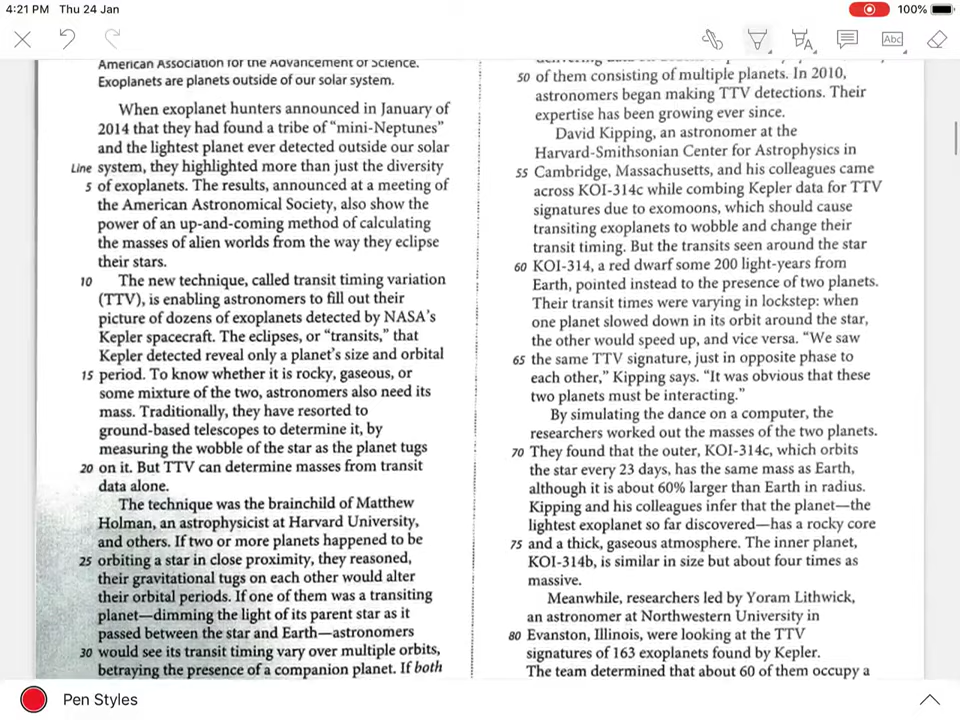 4:21 PM Thu 24 Jan
100%
Abc
American Association for the Advancement of Science.
Exoplanets are planets outside of our solar system.
When exoplanet hunters announced in January of
2014 that they had found a tribe of “mini-Neptunes”
and the lightest planet ever detected outside our solar
Line system, they highlighted more than just the diversity
5 of exoplanets. The results, announced at a meeting of
the American Astronomical Society, also show the
power of an up-and-coming method of calculating
the masses of alien worlds from the way they eclipse
their stars.
10 The new technique, called transit timing variation
(TTV), is enabling astronomers to fill out their
picture of dozens of exoplanets detected by NASA’s
Kepler spacecraft. The eclipses, or “transits,” that
Kepler detected reveal only a planet’s size and orbital
15 period. To know whether it is rocky, gaseous, or
some mixture of the two, astronomers also need its
mass. Traditionally, they have resorted to
ground-based telescopes to determine it, by
measuring the wobble of the star as the planet tugs
20 on it. But TTV can determine masses from transit
data alone.
The technique was the brainchild of Matthew
Holman, an astrophysicist at Harvard University,
and others. If two or more planets happened to be
25 orbiting a star in close proximity, they reasoned,
their gravitational tugs on each other would alter
their orbital periods. If one of them was a transiting
planet—dimming the light of its parent star as it
passed between the star and Earth—astronomers
30 would see its transit timing vary over multiple orbits,
betraying the presence of a companion planet. If both
50 of them consisting of multiple planets. In 2010,
astronomers began making TTV detections. Their
expertise has been growing ever since.
David Kipping, an astronomer at the
Harvard-Smithsonian Center for Astrophysics in
55 Cambridge, Massachusetts, and his colleagues came
across KOI-314c while combing Kepler data for TTV
signatures due to exomoons, which should cause
transiting exoplanets to wobble and change their
transit timing. But the transits seen around the star
60 KOI-314, a red dwarf some 200 light-years from
Earth, pointed instead to the presence of two planets.
Their transit times were varying in lockstep: when
one planet slowed down in its orbit around the star,
the other would speed up, and vice versa. “We saw
65 the same TTV signature, just in opposite phase to
each other,” Kipping says. “It was obvious that these
two planets must be interacting.”
By simulating the dance on a computer, the
researchers worked out the masses of the two planets.
70 They found that the outer, KOI-314c, which orbits
the star every 23 days, has the same mass as Earth,
although it is about 60% larger than Earth in radius.
Kipping and his colleagues infer that the planet—the
lightest exoplanet so far discovered—has a rocky core
75 and a thick, gaseous atmosphere. The inner planet,
KOI-314b, is similar in size but about four times as
massive.
Meanwhile, researchers led by Yoram Lithwick,
an astronomer at Northwestern University in
80 Evanston, Illinois, were looking at the TTV
signatures of 163 exoplanets found by Kepler.
The team determined that about 60 of them occupy a
Pen Styles